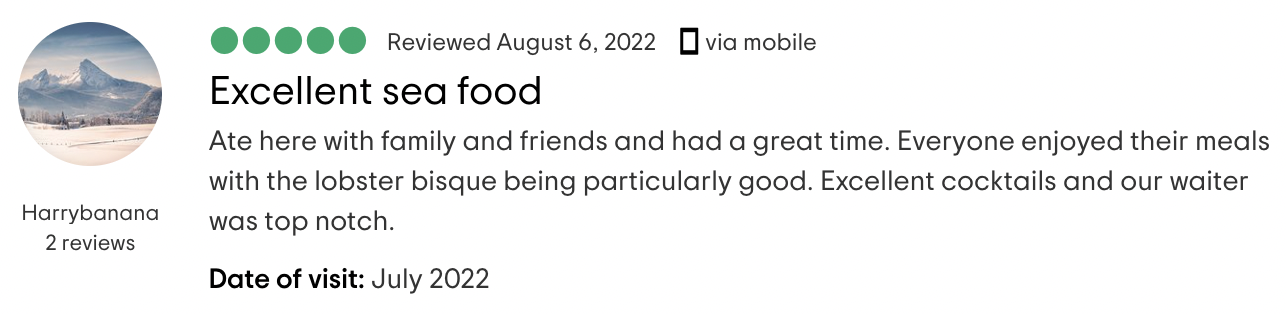 Reviewed August 6, 2022 via mobile
Excellent sea food
Ate here with family and friends and had a great time. Everyone enjoyed their meals
with the lobster bisque being particularly good. Excellent cocktails and our waiter
was top notch.
Date of visit: July 2022
Harrybanana
2 reviews